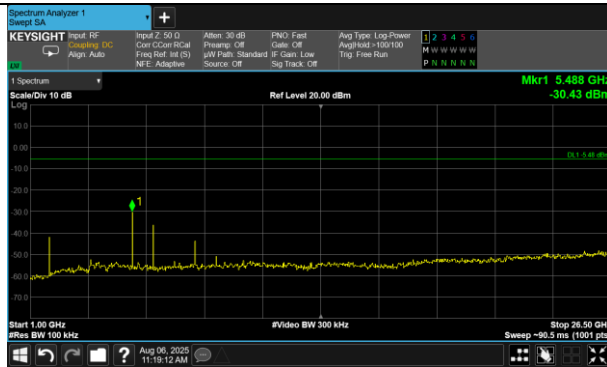 Spectrum Analyzer 1
Swept SA
+
KEYSIGHT Input: RF Input Z: 50 Ω Atten: 30 dB PNO: Fast Avg Type: Log-Power 1 2 3 4 5 6
Coupling: DC Corr CCorr RCal Preamp: Off Gate: Off Avg|Hold:>100/100 M W W W W W
Align: Auto Freq Ref: Int (S) µW Path: Standard IF Gain: Low Trig: Free Run
NFE: Adaptive Source: Off Sig Track: Off P N N N N N
1 Spectrum Mkr1 5.488 GHz
Scale/Div 10 dB Ref Level 20.00 dBm -30.43 dBm
Log
10.0
0.00
DL1 -5.48 dBm
-10.0
-20.0
1
-30.0
-40.0
-50.0
-60.0
-70.0
Start 1.00 GHz #Video BW 300 kHz Stop 26.50 GHz
#Res BW 100 kHz Sweep ~90.5 ms (1001 pts)
? Aug 06, 2025
11:19:12 AM